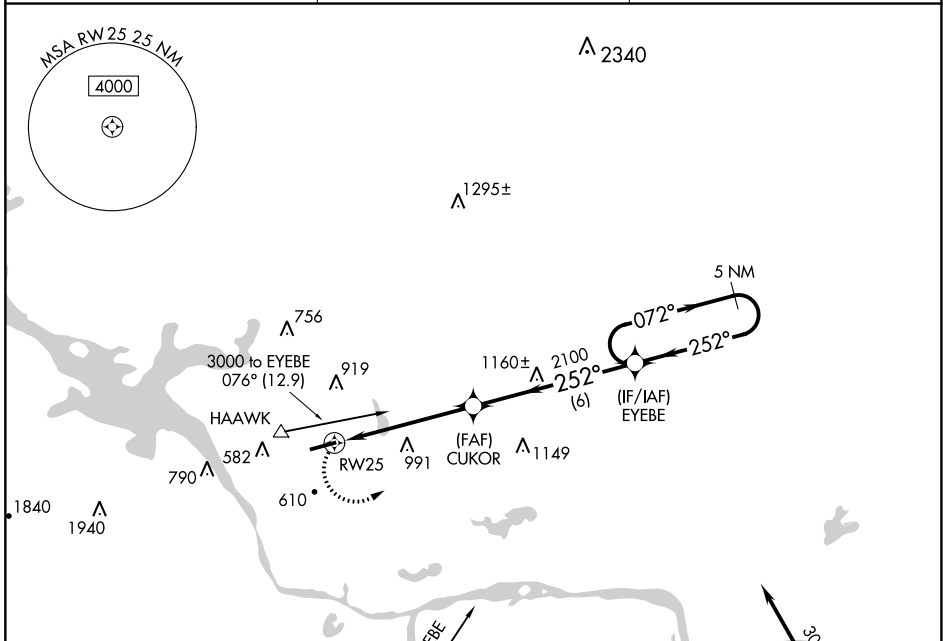 MSA RW25 25 NM
4000
2340
1295±
5 NM
072°
252°
756
3000 to EYEBE
076° (12.9)
919
1160±
2100
252°
(6)
(IF/IAF)
EYEBE
HAAWK
582
RW25
991
(FAF)
CUKOR
1149
790
610
1840
1940